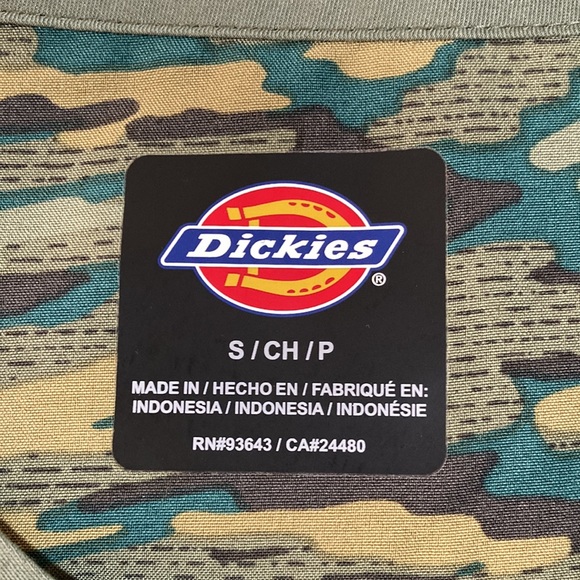 Dickies®
S / CH / P
MADE IN / HECHO EN / FABRIQUÉ EN:
INDONESIA / INDONESIA / INDONÉSIE
RN#93643 / CA#24480